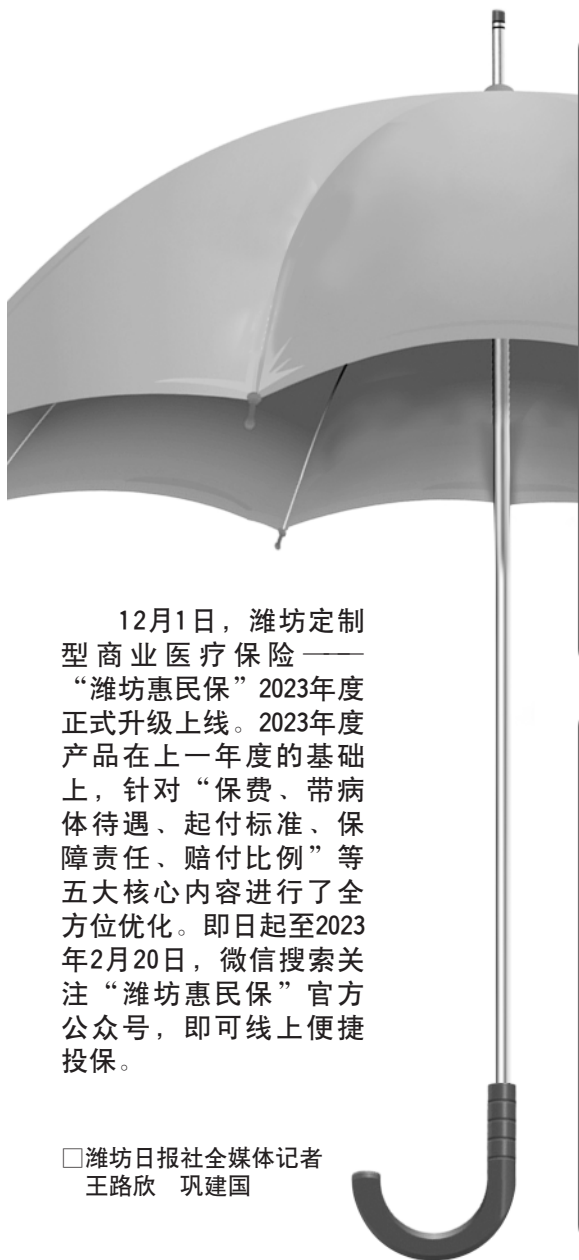 12月1日，潍坊定制
型商业医疗保险——
“潍坊惠民保”2023年度
正式升级上线。2023年度
产品在上一年度的基础
上，针对“保费、带病
体待遇、起付标准、保
障责任、赔付比例”等
五大核心内容进行了全
方位优化。即日起至2023
年2月20日，微信搜索关
注“潍坊惠民保”官方
公众号，即可线上便捷
投保。
□潍坊日报社全媒体记者
王路欣　巩建国